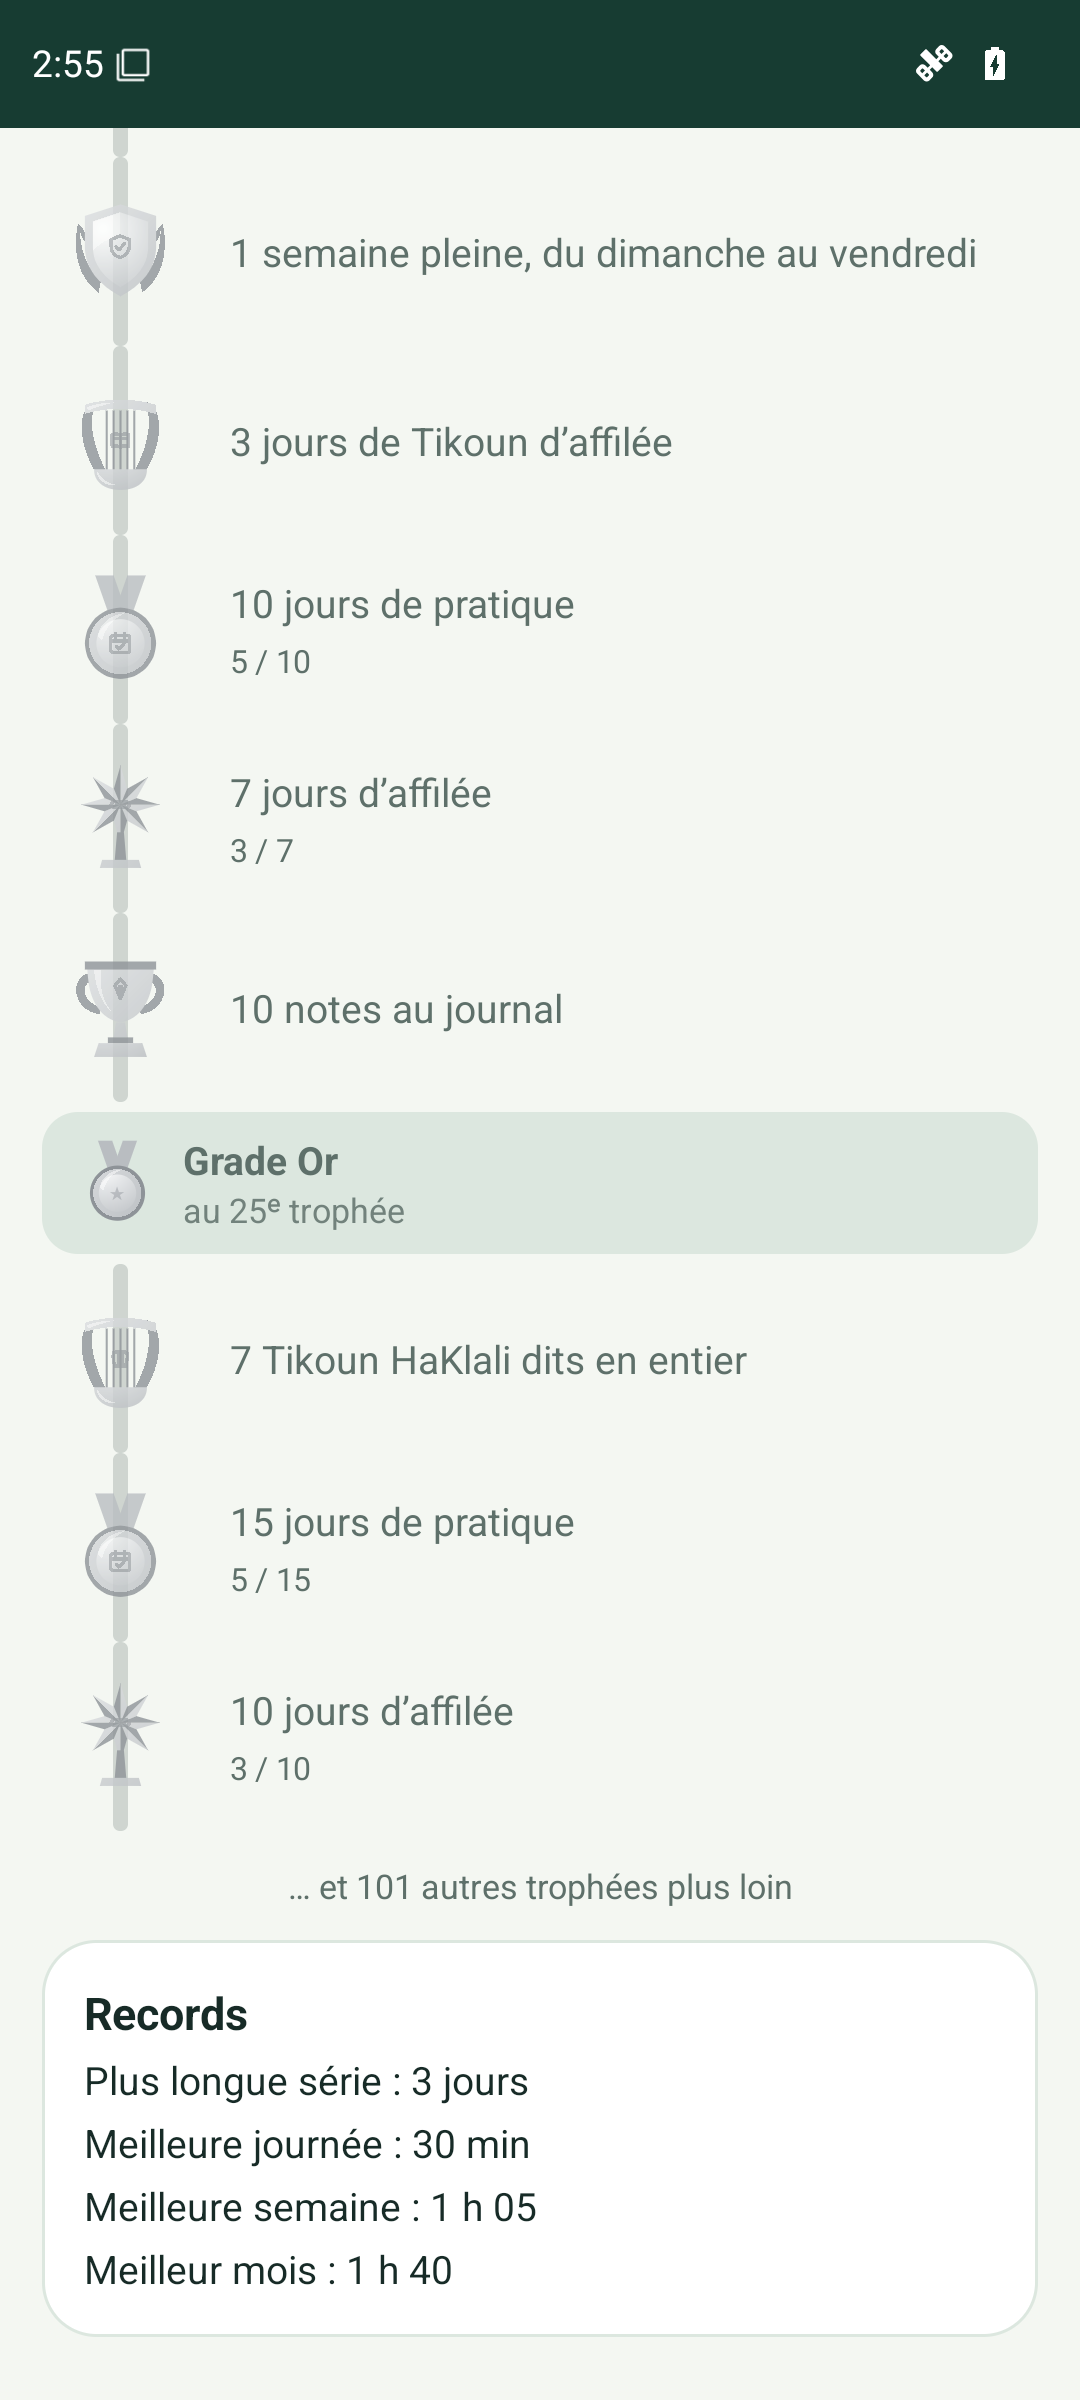 2:55
1 semaine pleine, du dimanche au vendredi
3 jours de Tikoun d’affilée
10 jours de pratique
5 / 10
7 jours d’affilée
3 / 7
10 notes au journal
Grade Or
au 25ᵉ trophée
7 Tikoun HaKlali dits en entier
15 jours de pratique
5 / 15
10 jours d’affilée
3 / 10
… et 101 autres trophées plus loin
Records
Plus longue série : 3 jours
Meilleure journée : 30 min
Meilleure semaine : 1 h 05
Meilleur mois : 1 h 40